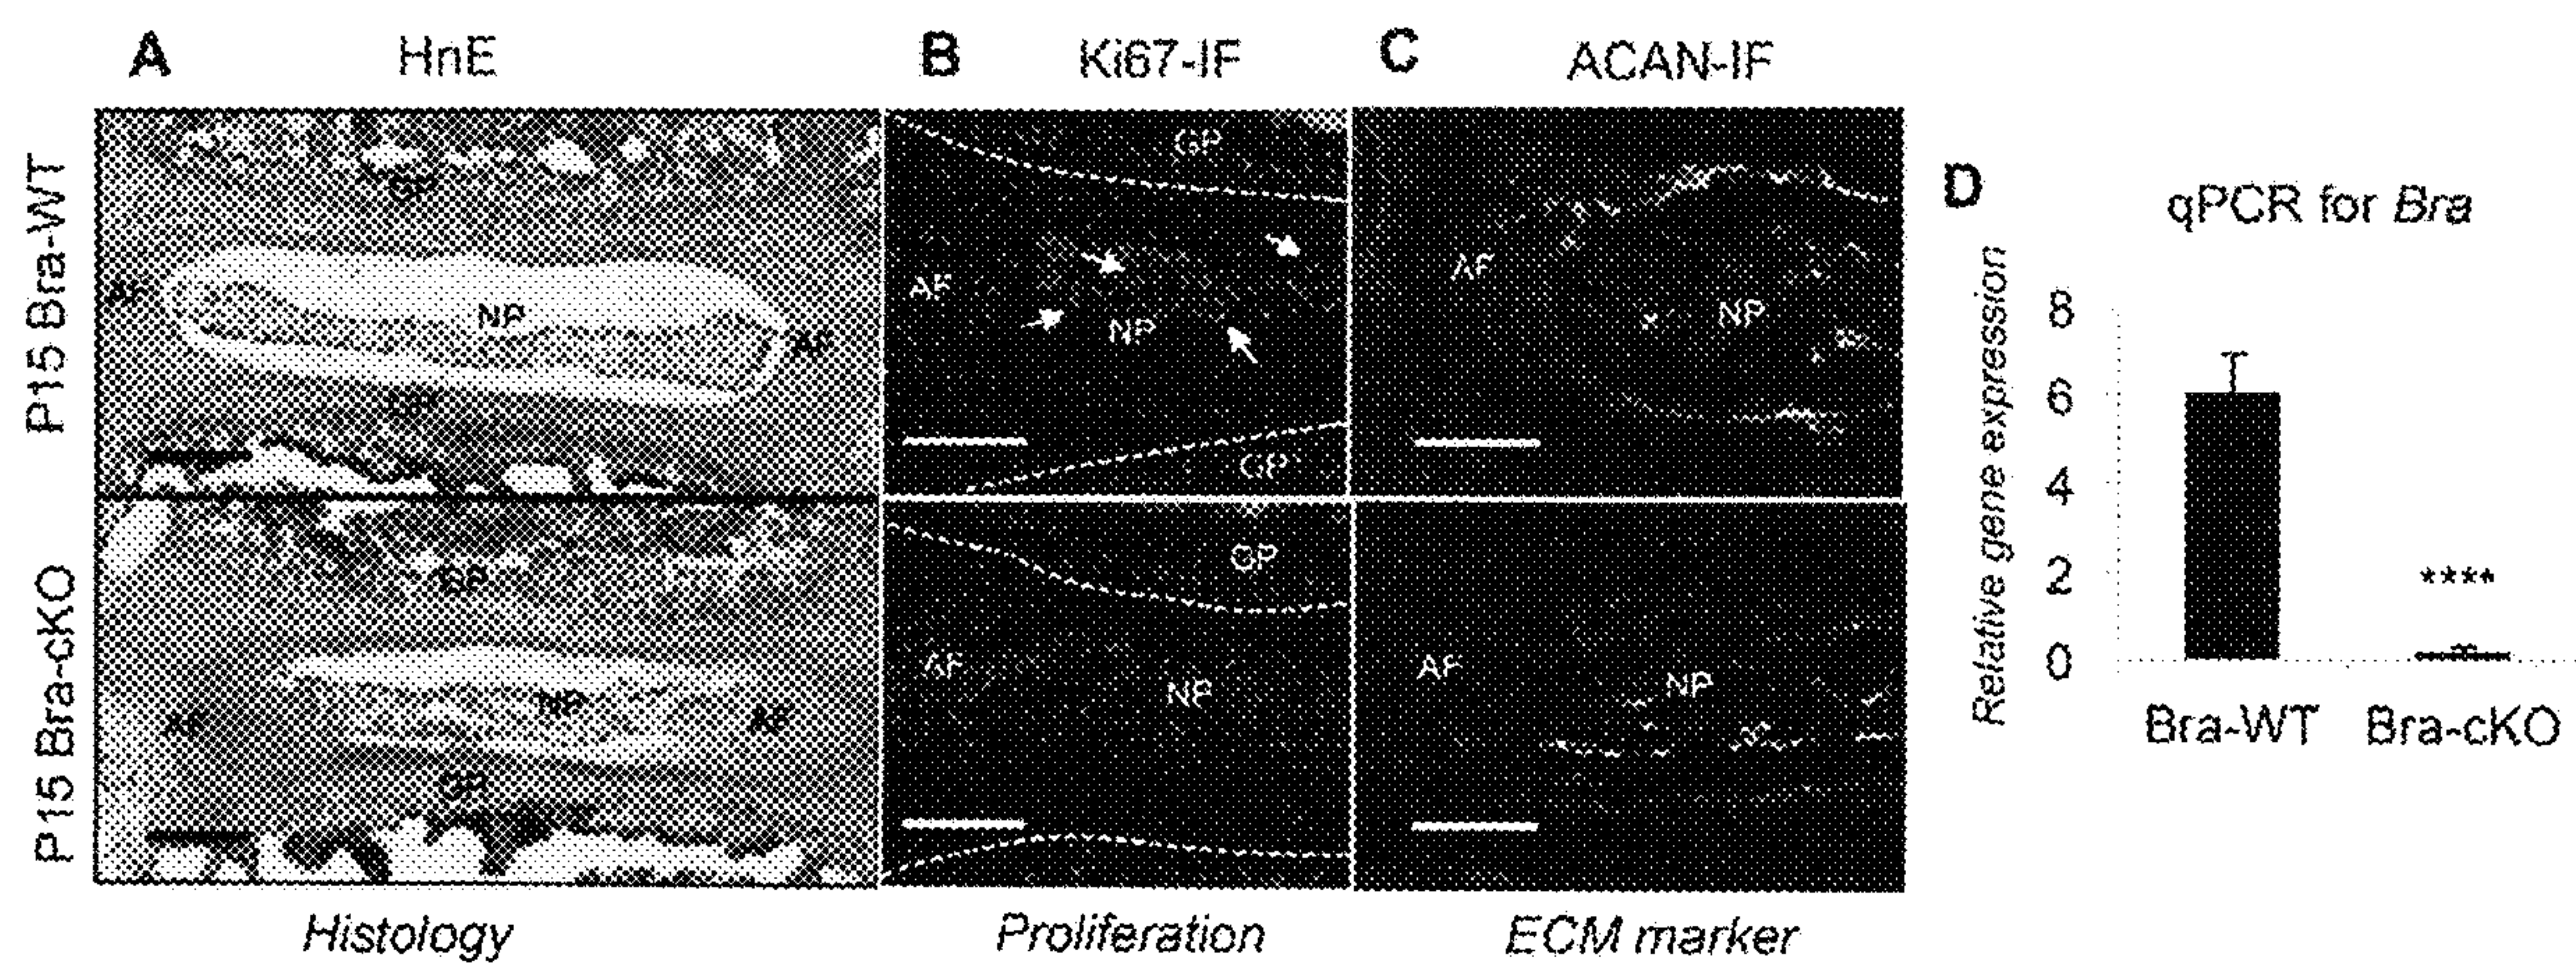 A HnE B Ki67-IF C ACAN-IF
P15 Bra-WT
GP
AF
NP
AF
GP
GP
AF
NP
GP
AF
NP
P15 Bra-cKO
GP
AF
NP
AF
GP
GP
AF
NP
AF
NP
Histology Proliferation ECM marker
D
qPCR for Bra
Relative gene expression
8
6
4
2
0
****
Bra-WT Bra-cKO